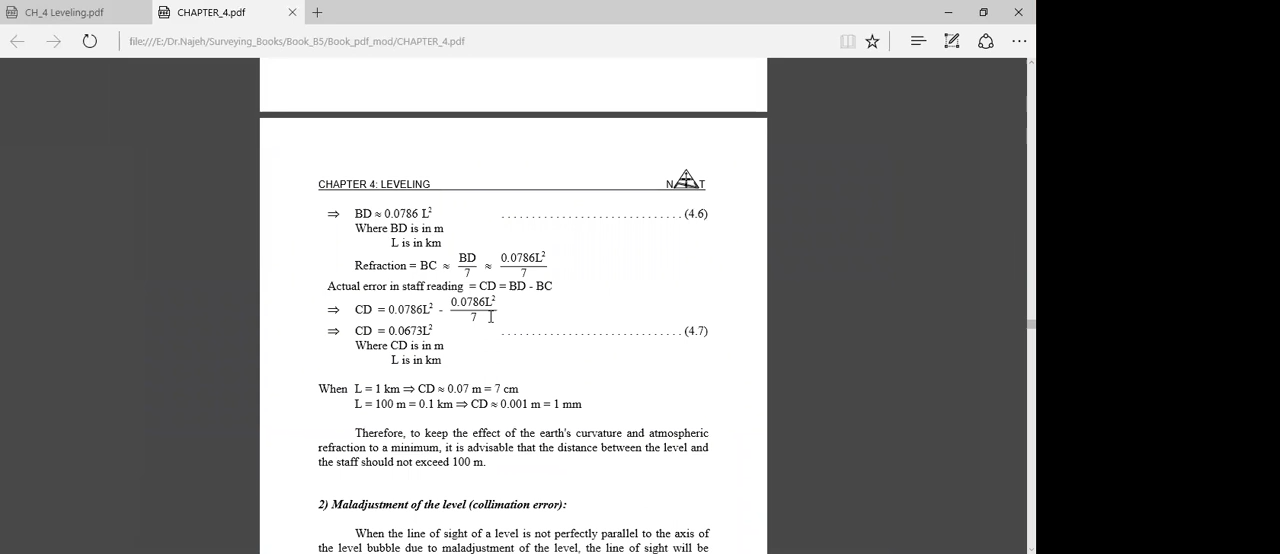 CH_4 Leveling.pdf
CHAPTER_4.pdf
file:///E:/Dr.Najeh/Surveying_Books/Book_B5/Book_pdf_mod/CHAPTER_4.pdf
CHAPTER 4: LEVELING N T
⇒ BD ≈ 0.0786 L² ..............................(4.6)
Where BD is in m
L is in km
Refraction = BC ≈ BD/7 ≈ 0.0786L²/7
Actual error in staff reading = CD = BD - BC
⇒ CD = 0.0786L² - 0.0786L²/7
⇒ CD = 0.0673L² ..............................(4.7)
Where CD is in m
L is in km
When L = 1 km ⇒ CD ≈ 0.07 m = 7 cm
L = 100 m = 0.1 km ⇒ CD ≈ 0.001 m = 1 mm
Therefore, to keep the effect of the earth's curvature and atmospheric
refraction to a minimum, it is advisable that the distance between the level and
the staff should not exceed 100 m.
2) Maladjustment of the level (collimation error):
When the line of sight of a level is not perfectly parallel to the axis of
the level bubble due to maladjustment of the level, the line of sight will be